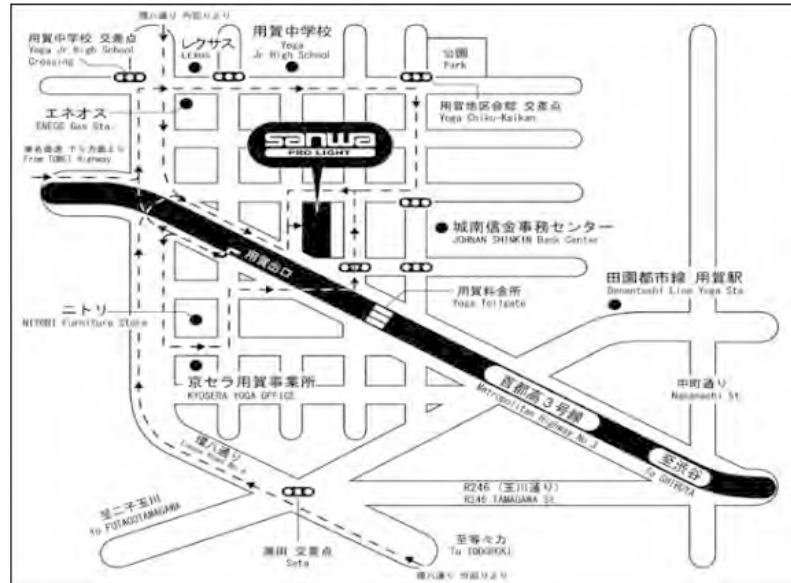 環八通り 内回りより
用賀中学校 交差点
Yoga Jr High School
Crossing
レクサス
LEXUS
用賀中学校
Yoga
Jr High School
公園
Park
エネオス
ENEOS Gas Sta.
用賀地区会館 交差点
Yoga Chiku-Kaikan
sanwa
PRO LIGHT
東名高速 下り方面より
From TOMEI Highway
城南信金事務センター
JOHNAN SHINKIN Bank Center
用賀出口
田園都市線 用賀駅
Denentoshi Line Yoga Sta.
用賀料金所
Yoga Tollgate
ニトリ
NITORI Furniture Store
京セラ用賀事業所
KYOSERA YOGA OFFICE
首都高3号線
Metropolitan Highway No.3
中町通り
Nakamachi St.
至渋谷
To SHIBUYA
環八通り
R246 (玉川通り)
R246 TAMAGAWA St.
至二子玉川
To FUTAGOTAMAGAWA
瀬田 交差点
Seta
至等々力
To TODOROKI
環八通り 外回りより